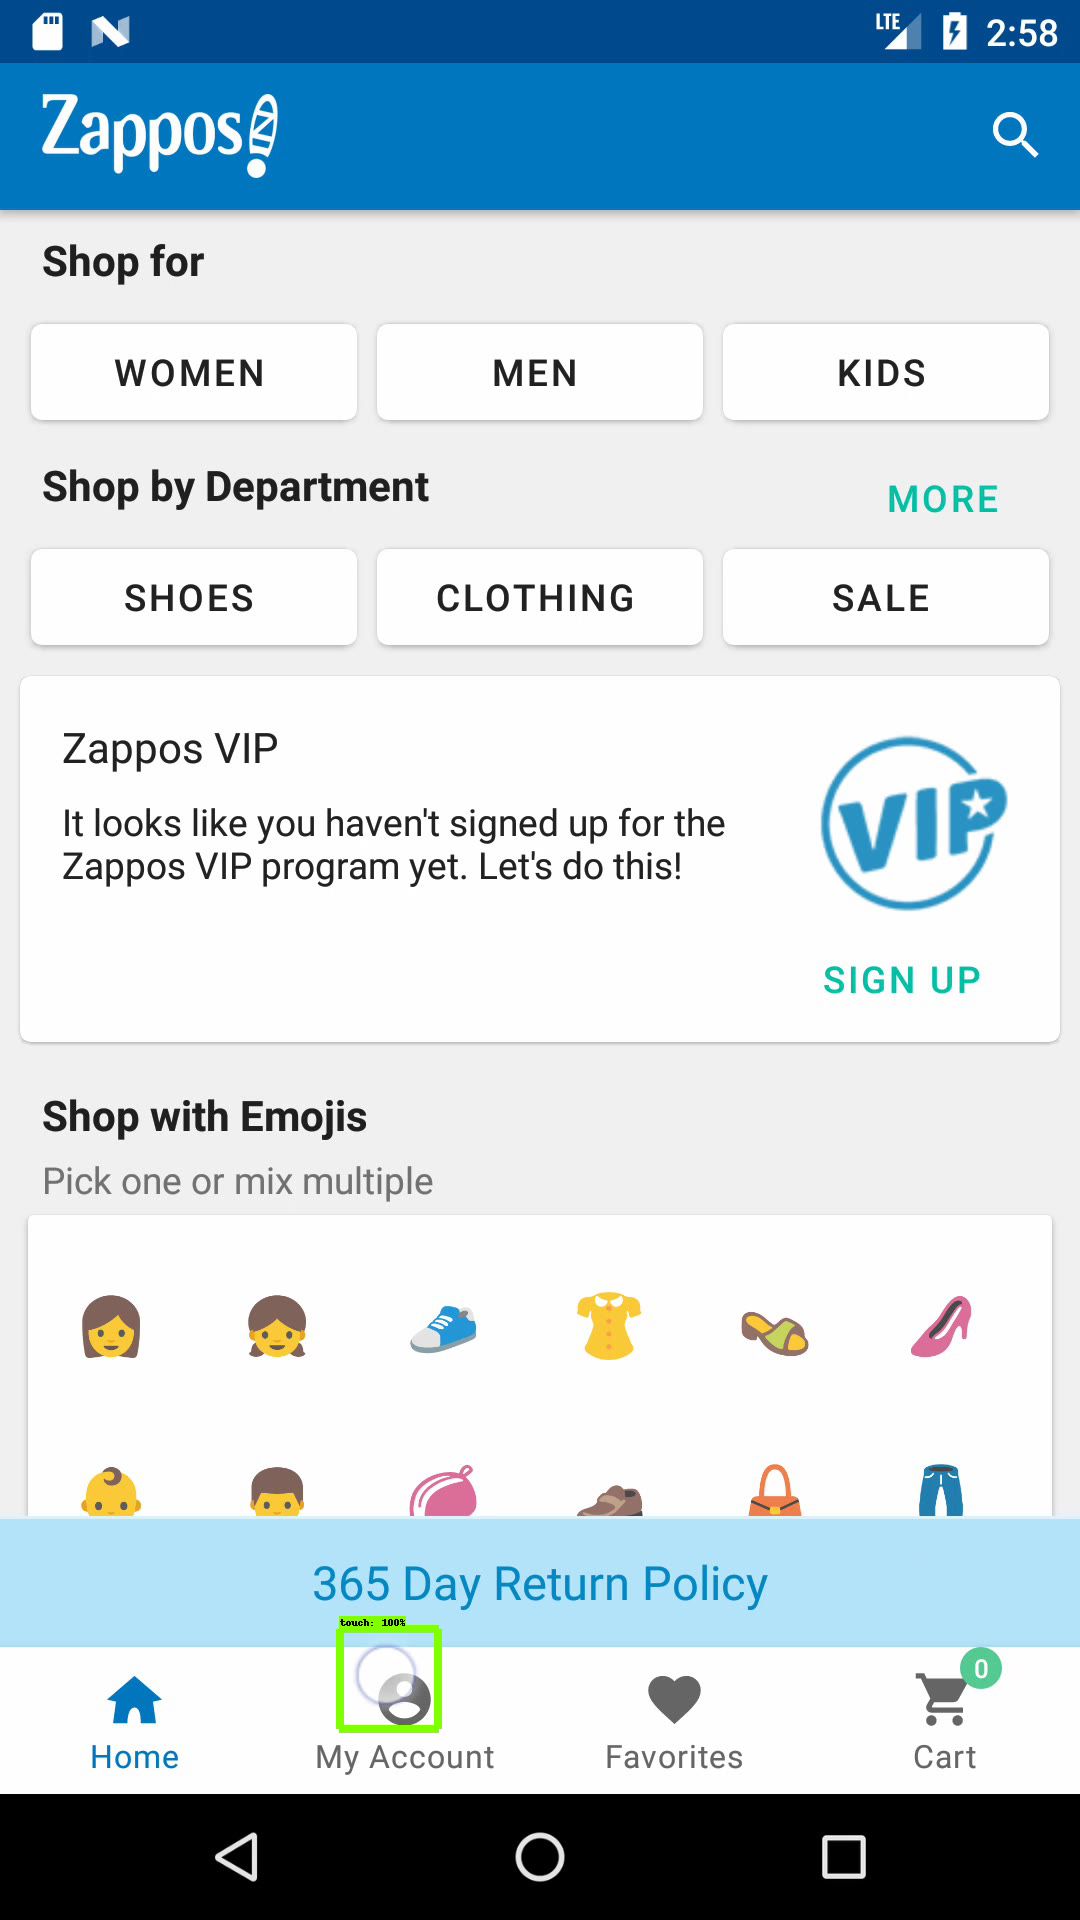 LTE 2:58
Zappos
Shop for
WOMEN MEN KIDS
Shop by Department MORE
SHOES CLOTHING SALE
Zappos VIP
It looks like you haven't signed up for the
Zappos VIP program yet. Let's do this!
VIP
SIGN UP
Shop with Emojis
Pick one or mix multiple
365 Day Return Policy
touch: 100%
0
Home My Account Favorites Cart